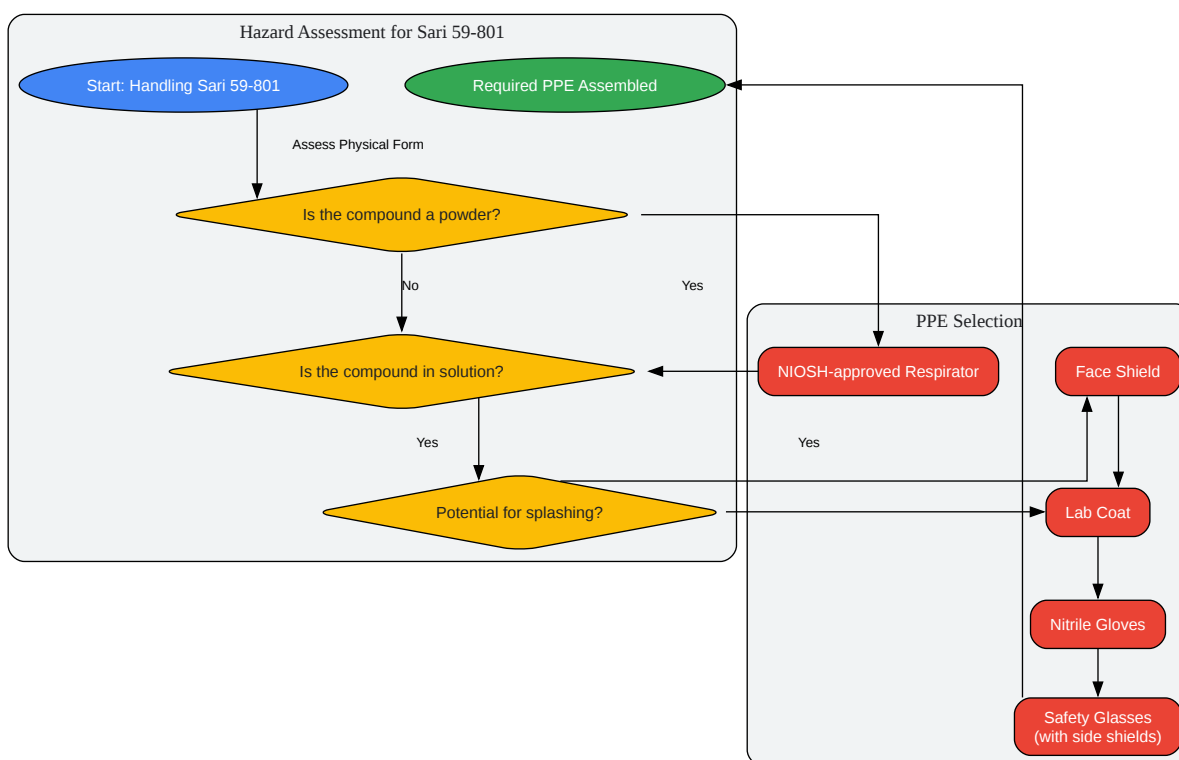 Hazard Assessment for Sari 59-801
Start: Handling Sari 59-801
Required PPE Assembled
Assess Physical Form
Is the compound a powder?
No
Yes
PPE Selection
Is the compound in solution?
NIOSH-approved Respirator
Face Shield
Yes
Yes
Potential for splashing?
Lab Coat
Nitrile Gloves
Safety Glasses
(with side shields)